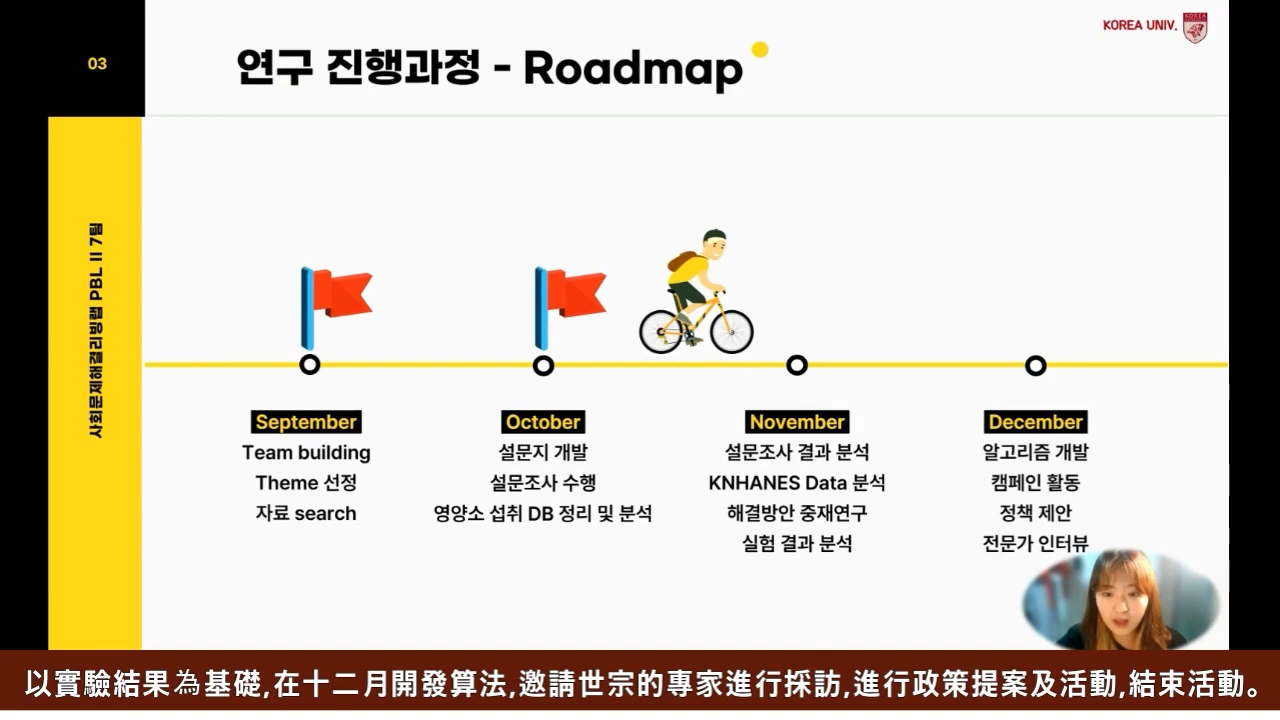 03
연구 진행과정 - Roadmap
KOREA UNIV.
KOREA
사회문제해결리빙랩 PBL II 7팀
September
Team building
Theme 선정
자료 search
October
설문지 개발
설문조사 수행
영양소 섭취 DB 정리 및 분석
November
설문조사 결과 분석
KNHANES Data 분석
해결방안 중재연구
실험 결과 분석
December
알고리즘 개발
캠페인 활동
정책 제안
전문가 인터뷰
以實驗結果為基礎,在十二月開發算法,邀請世宗的專家進行採訪,進行政策提案及活動,結束活動。